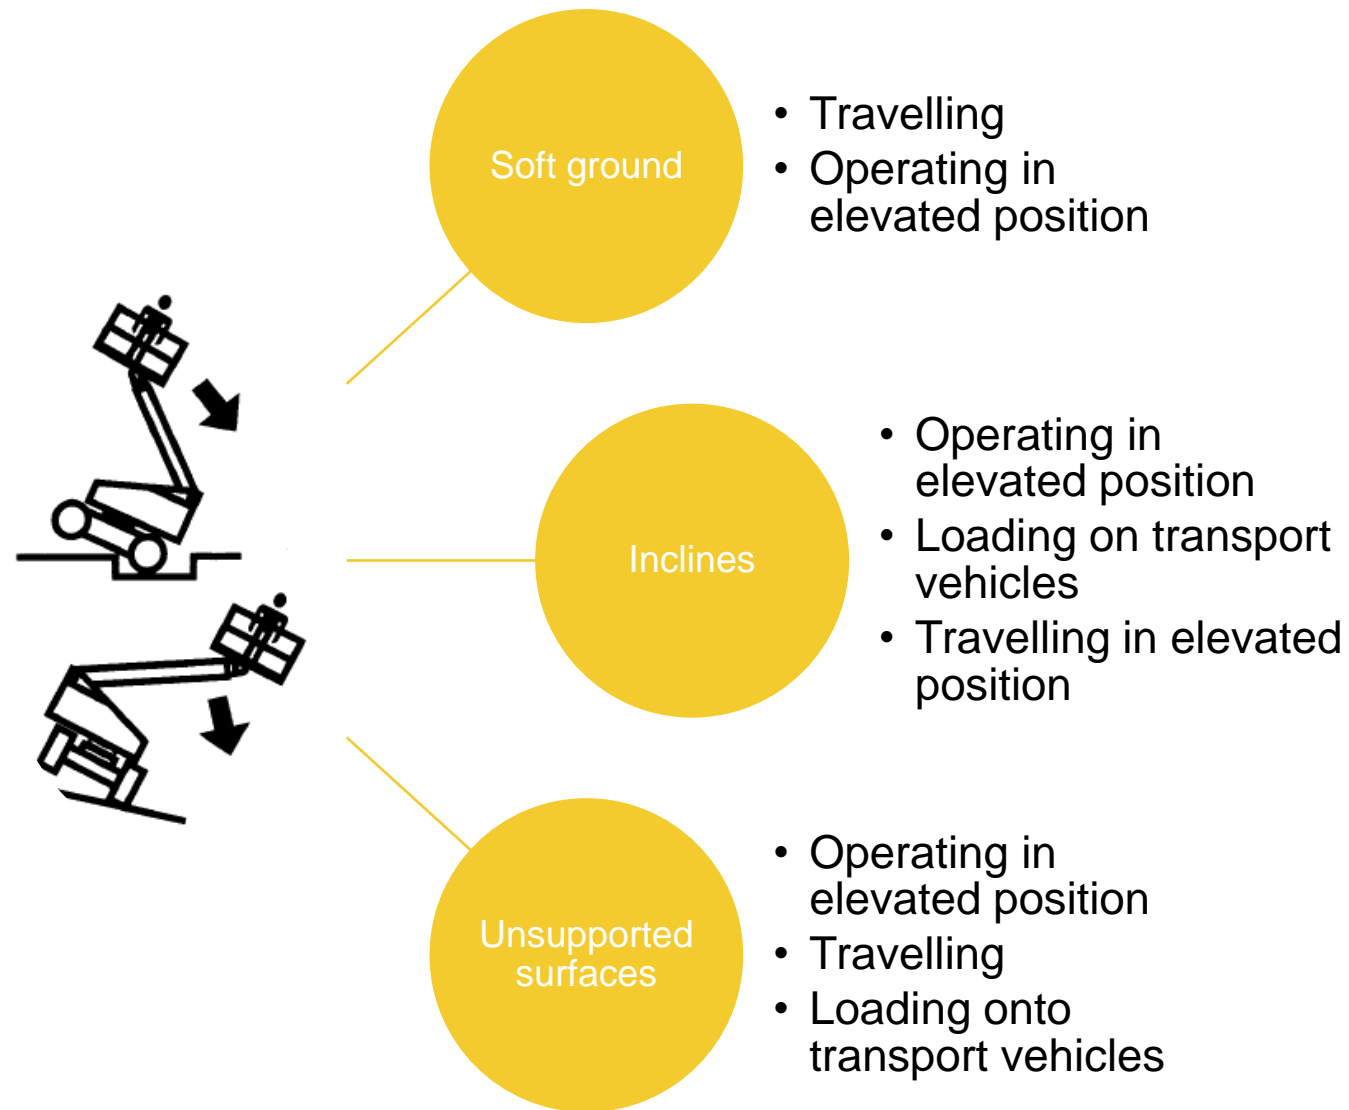 Soft ground
• Travelling
• Operating in
elevated position
Inclines
• Operating in
elevated position
• Loading on transport
vehicles
• Travelling in elevated
position
Unsupported
surfaces
• Operating in
elevated position
• Travelling
• Loading onto
transport vehicles